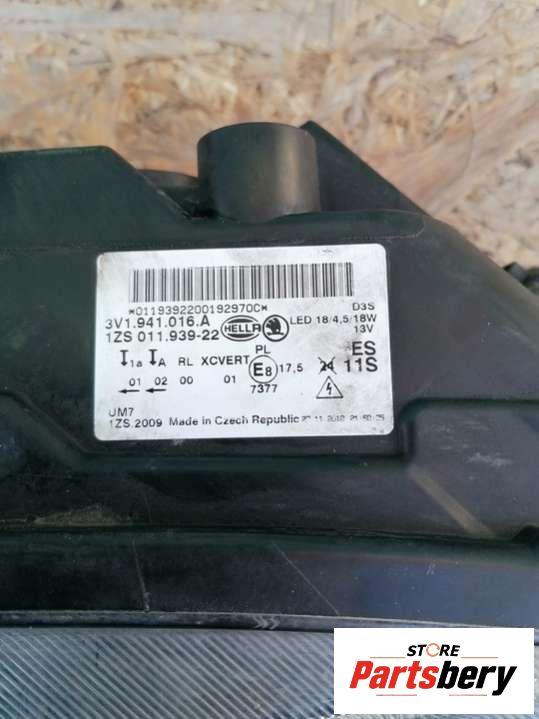 *0119392200192970C*
D3S
3V1.941.016.A HELLA LED 18/4,5/18W
1ZS 011.939-22 13V
PL ES
1a A RL XCVERT E8 17,5 24 11S
01 02 00 01 7377
UM7
1ZS.2009 Made in Czech Republic
STORE
Partsbery